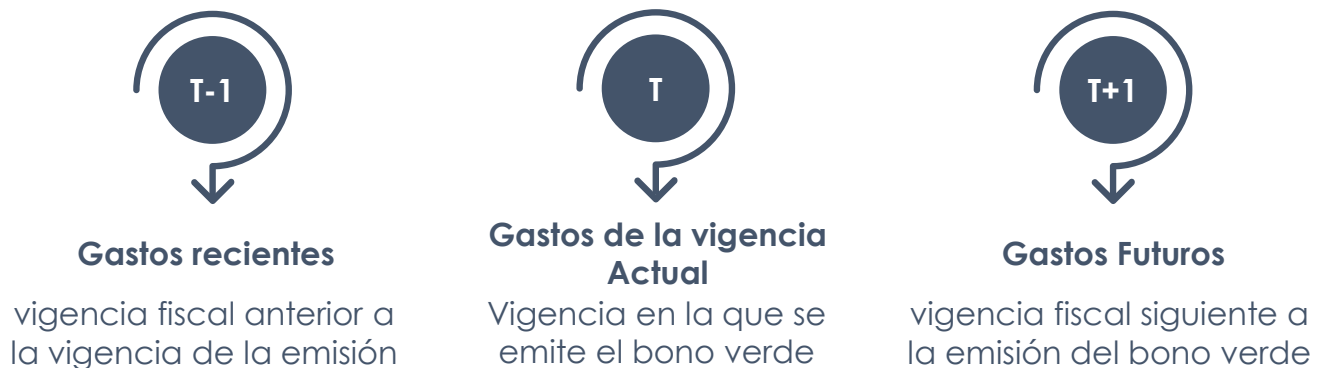 T-1
Gastos recientes
vigencia fiscal anterior a
la vigencia de la emisión
T
Gastos de la vigencia
Actual
Vigencia en la que se
emite el bono verde
T+1
Gastos Futuros
vigencia fiscal siguiente a
la emisión del bono verde